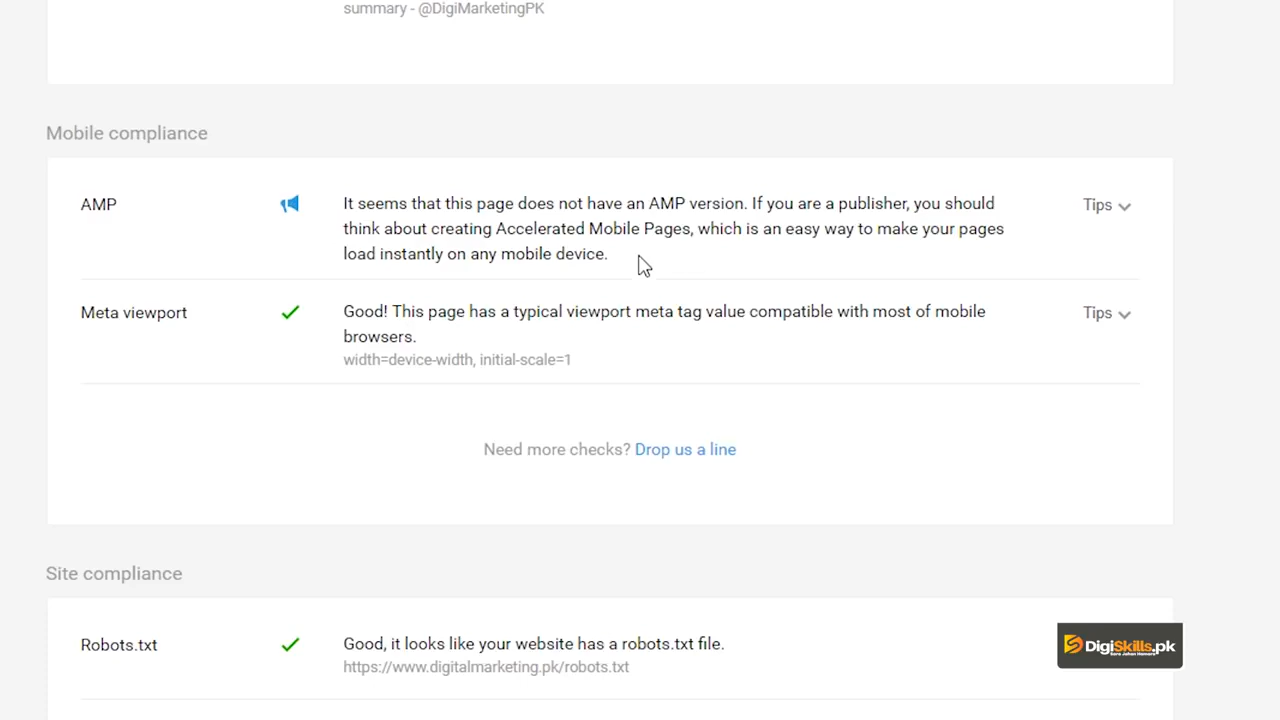 summary - @DigiMarketingPK
Mobile compliance
AMP
It seems that this page does not have an AMP version. If you are a publisher, you should
think about creating Accelerated Mobile Pages, which is an easy way to make your pages
load instantly on any mobile device.
Tips
Meta viewport
Good! This page has a typical viewport meta tag value compatible with most of mobile
browsers.
width=device-width, initial-scale=1
Tips
Need more checks? Drop us a line
Site compliance
Robots.txt
Good, it looks like your website has a robots.txt file.
https://www.digitalmarketing.pk/robots.txt
DigiSkills.pk